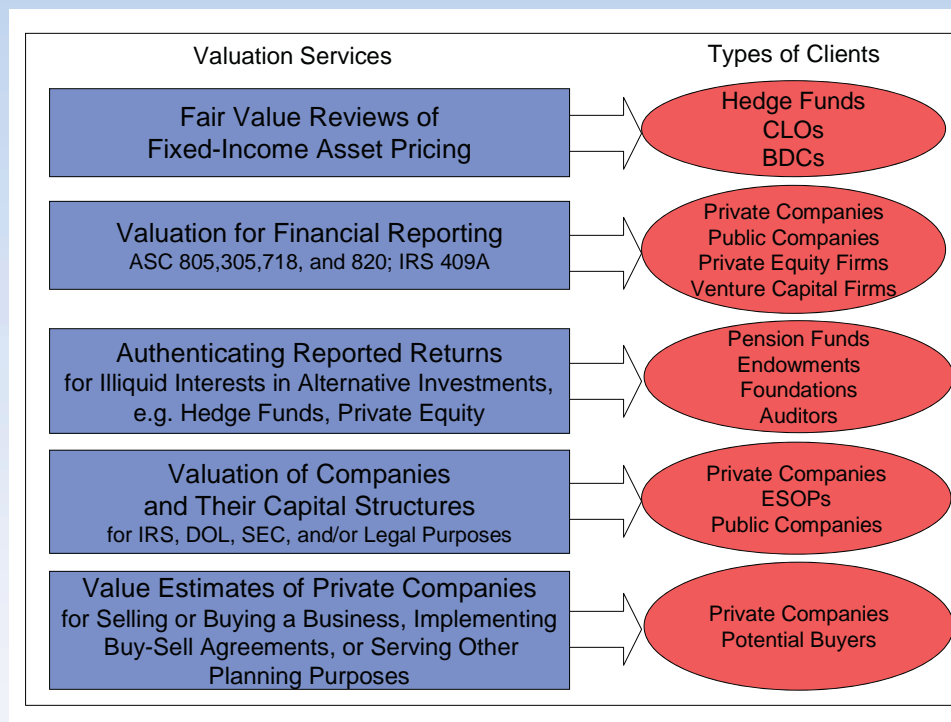 Valuation Services
Types of Clients
Fair Value Reviews of
Fixed-Income Asset Pricing
Hedge Funds
CLOs
BDCs
Valuation for Financial Reporting
ASC 805,305,718, and 820; IRS 409A
Private Companies
Public Companies
Private Equity Firms
Venture Capital Firms
Authenticating Reported Returns
for Illiquid Interests in Alternative Investments,
e.g. Hedge Funds, Private Equity
Pension Funds
Endowments
Foundations
Auditors
Valuation of Companies
and Their Capital Structures
for IRS, DOL, SEC, and/or Legal Purposes
Private Companies
ESOPs
Public Companies
Value Estimates of Private Companies
for Selling or Buying a Business, Implementing
Buy-Sell Agreements, or Serving Other
Planning Purposes
Private Companies
Potential Buyers